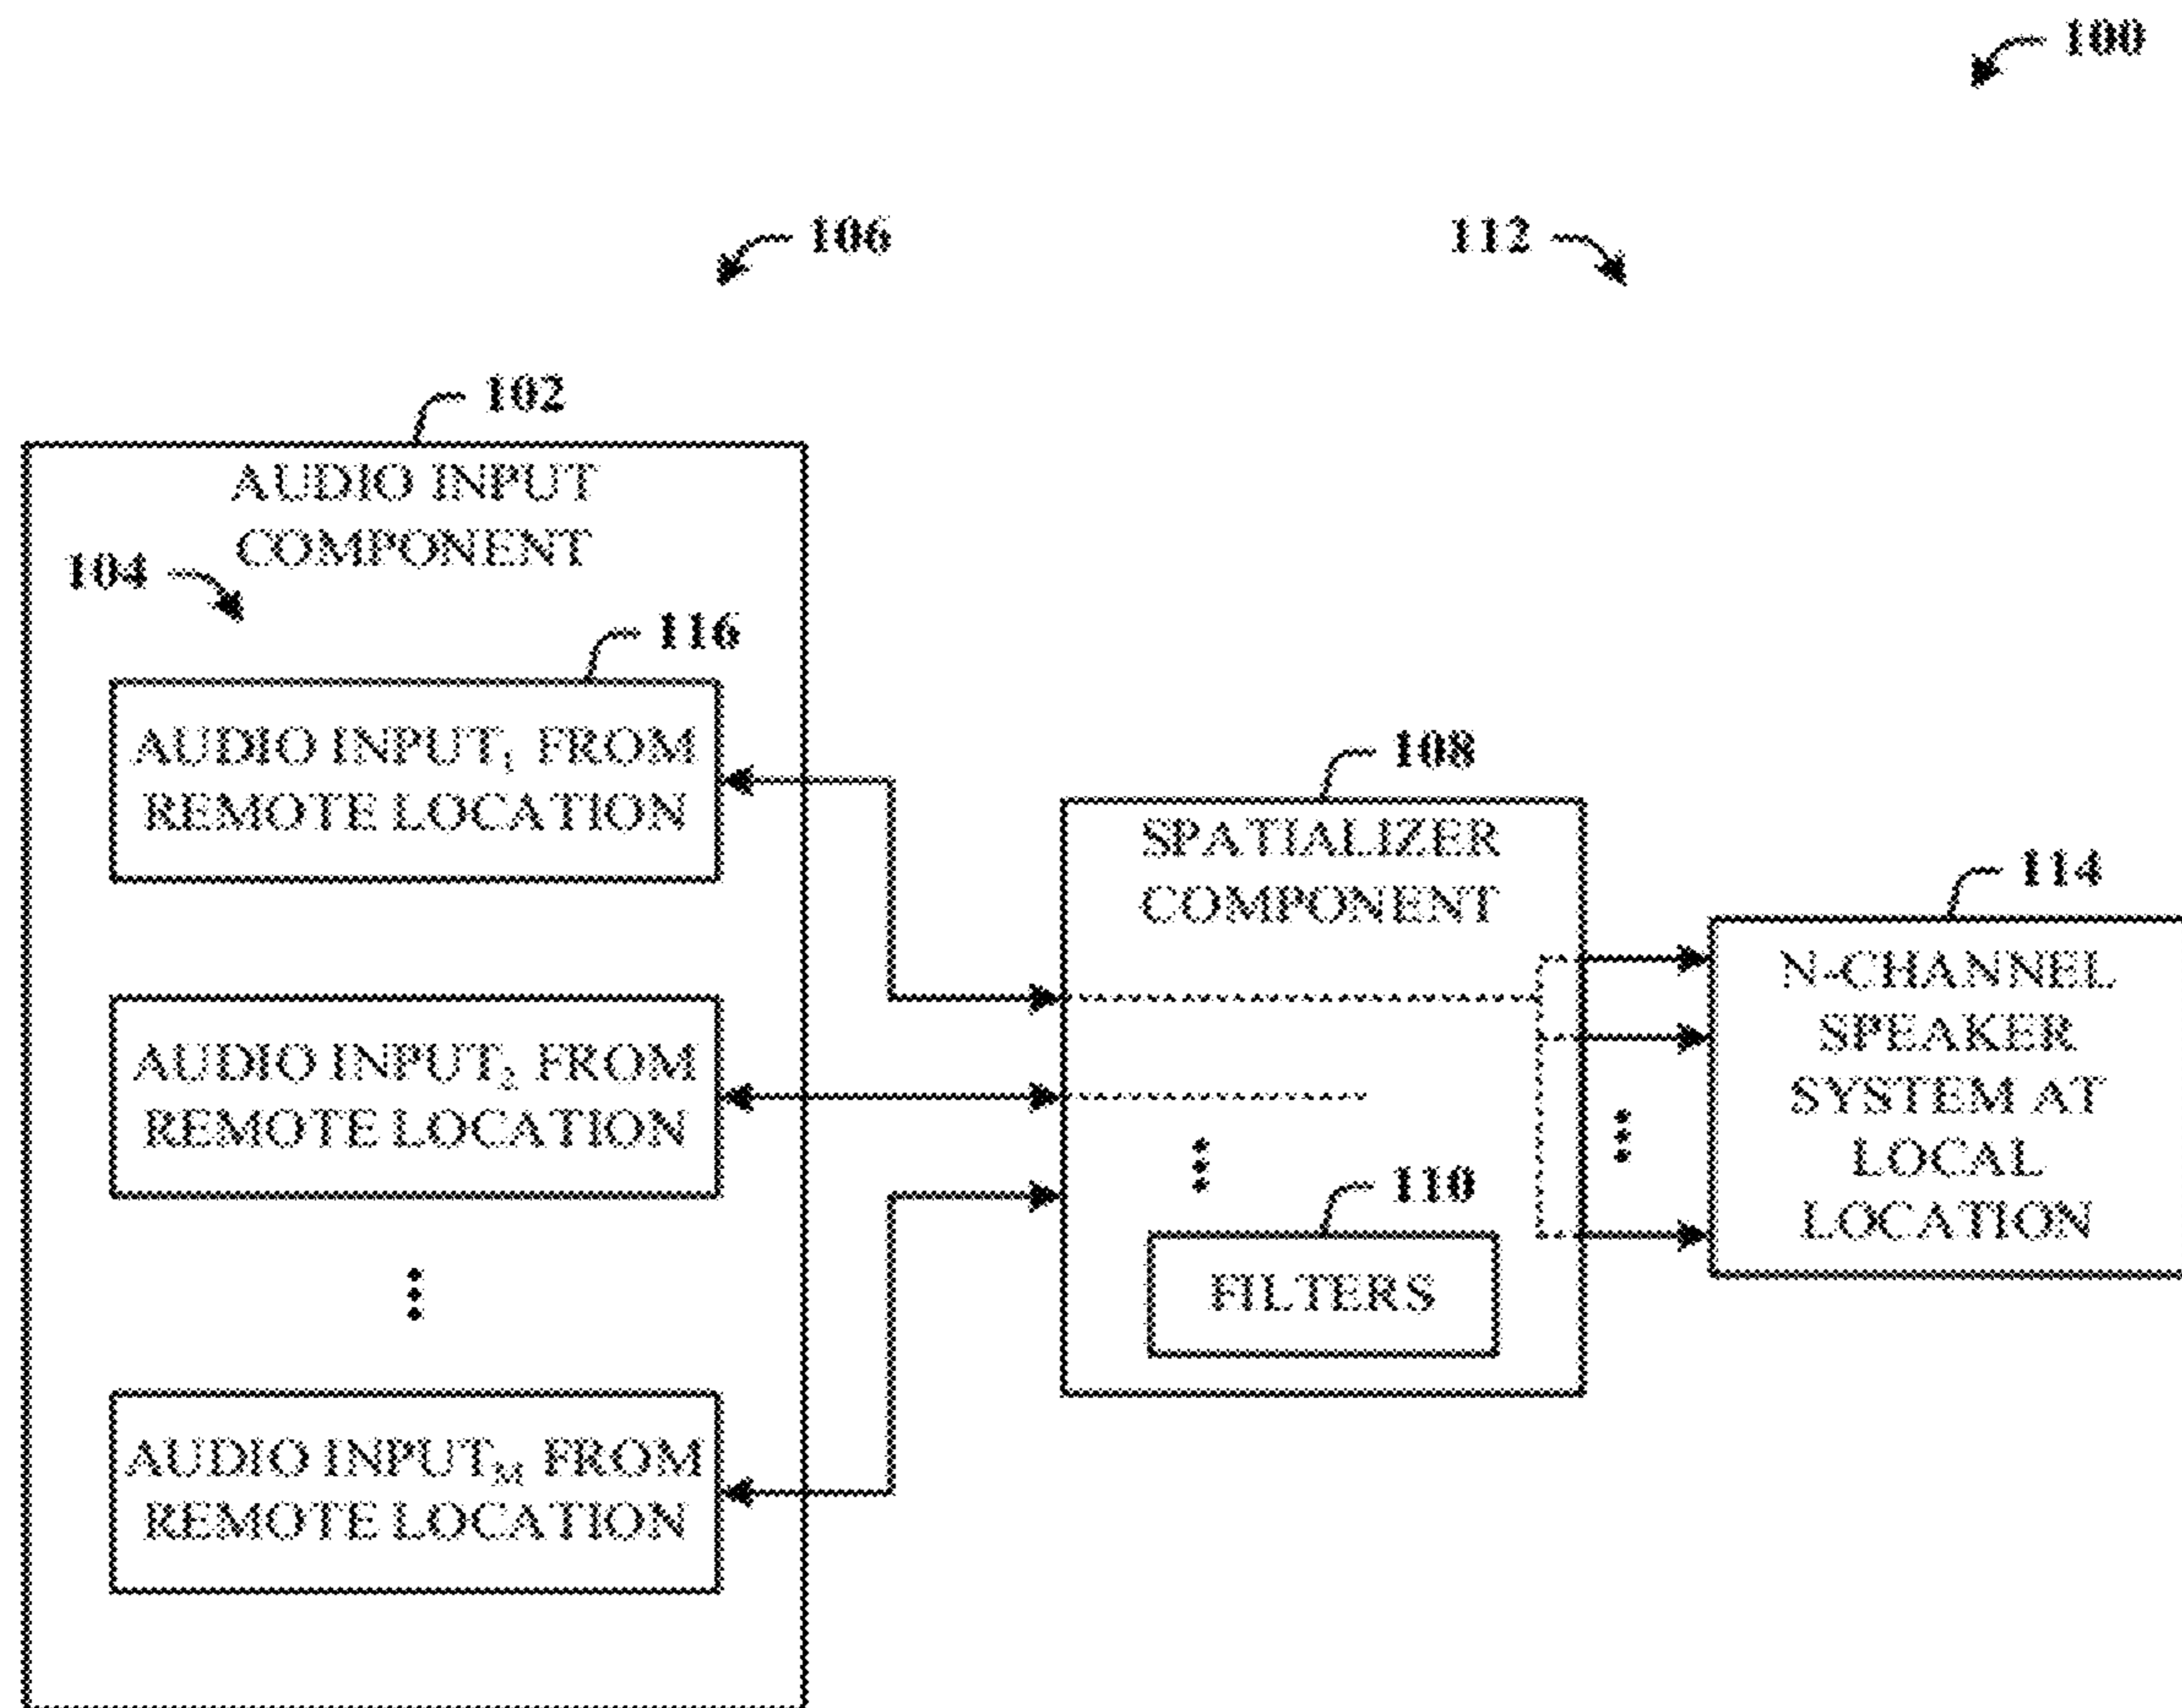 100
106
112
102
AUDIO INPUT
COMPONENT
104
116
AUDIO INPUT₁ FROM
REMOTE LOCATION
AUDIO INPUT₂ FROM
REMOTE LOCATION
AUDIO INPUT_M FROM
REMOTE LOCATION
108
SPATIALIZER
COMPONENT
110
FILTERS
114
N-CHANNEL
SPEAKER
SYSTEM AT
LOCAL
LOCATION